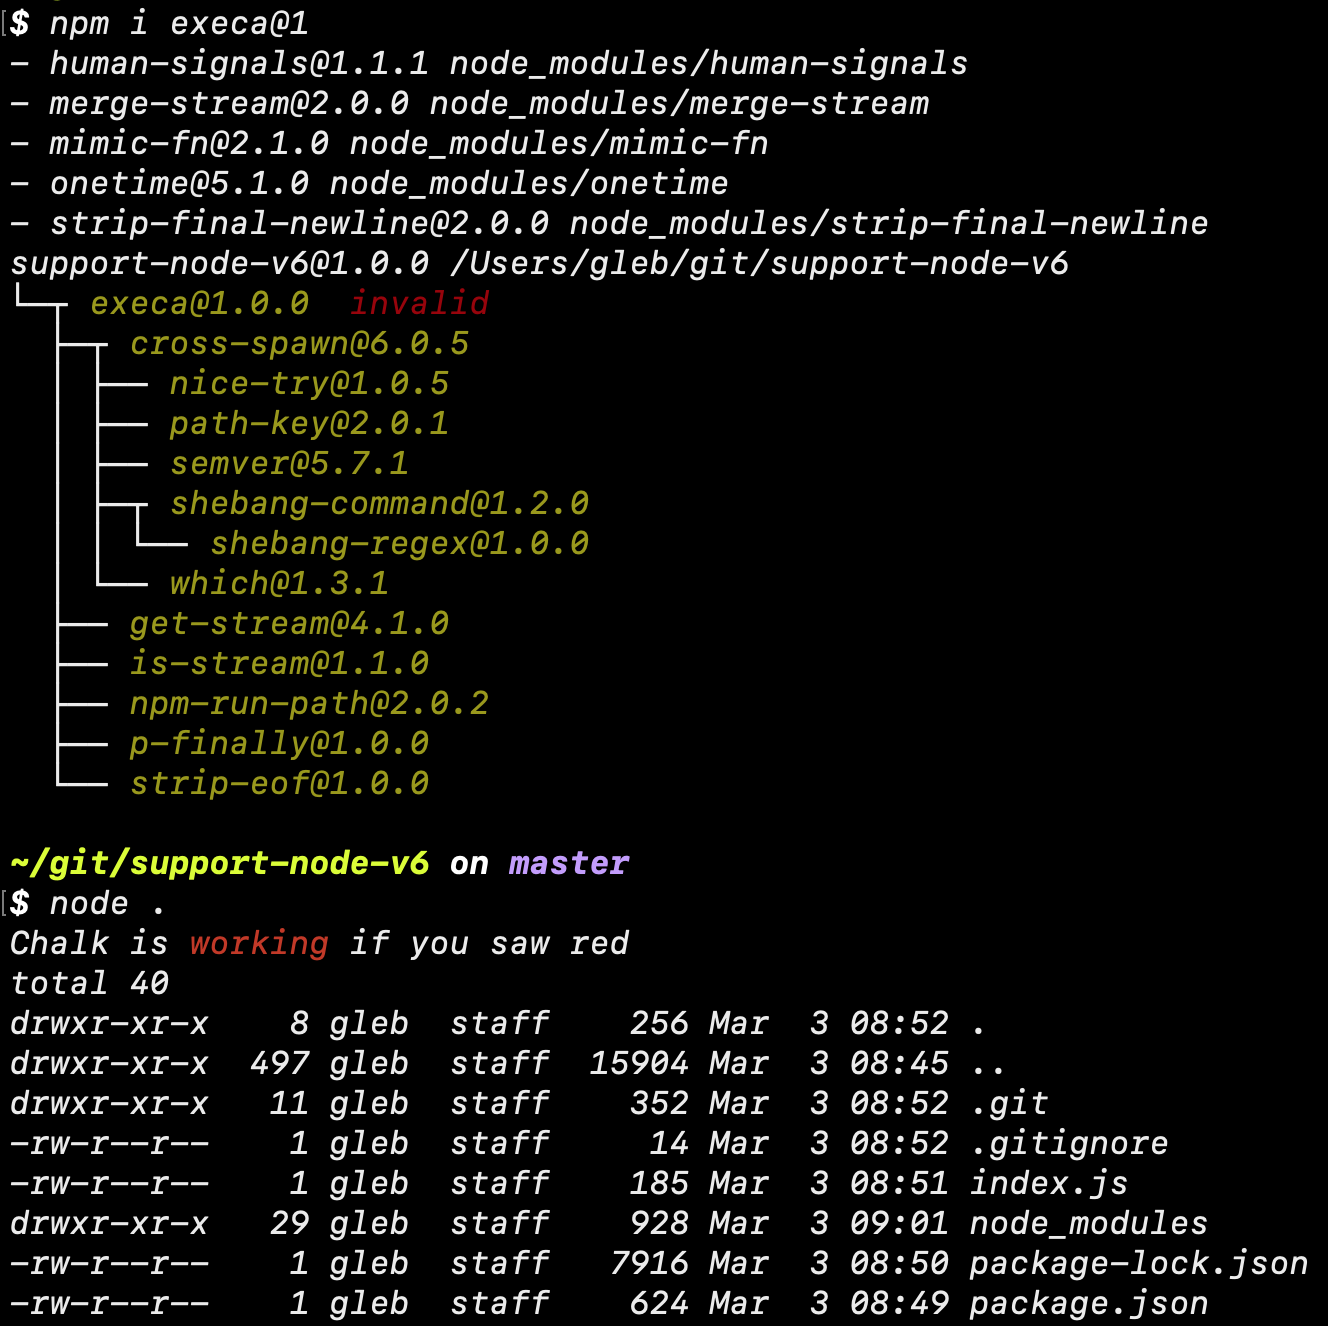 $ npm i execa@1
- human-signals@1.1.1 node_modules/human-signals
- merge-stream@2.0.0 node_modules/merge-stream
- mimic-fn@2.1.0 node_modules/mimic-fn
- onetime@5.1.0 node_modules/onetime
- strip-final-newline@2.0.0 node_modules/strip-final-newline
support-node-v6@1.0.0 /Users/gleb/git/support-node-v6
└─┬ execa@1.0.0  invalid
  ├─┬ cross-spawn@6.0.5
  │ ├── nice-try@1.0.5
  │ ├── path-key@2.0.1
  │ ├── semver@5.7.1
  │ ├─┬ shebang-command@1.2.0
  │ │ └── shebang-regex@1.0.0
  │ └── which@1.3.1
  ├── get-stream@4.1.0
  ├── is-stream@1.1.0
  ├── npm-run-path@2.0.2
  ├── p-finally@1.0.0
  └── strip-eof@1.0.0
~/git/support-node-v6 on master
$ node .
Chalk is working if you saw red
total 40
drwxr-xr-x    8 gleb  staff    256 Mar  3 08:52 .
drwxr-xr-x  497 gleb  staff  15904 Mar  3 08:45 ..
drwxr-xr-x   11 gleb  staff    352 Mar  3 08:52 .git
-rw-r--r--    1 gleb  staff     14 Mar  3 08:52 .gitignore
-rw-r--r--    1 gleb  staff    185 Mar  3 08:51 index.js
drwxr-xr-x   29 gleb  staff    928 Mar  3 09:01 node_modules
-rw-r--r--    1 gleb  staff   7916 Mar  3 08:50 package-lock.json
-rw-r--r--    1 gleb  staff    624 Mar  3 08:49 package.json